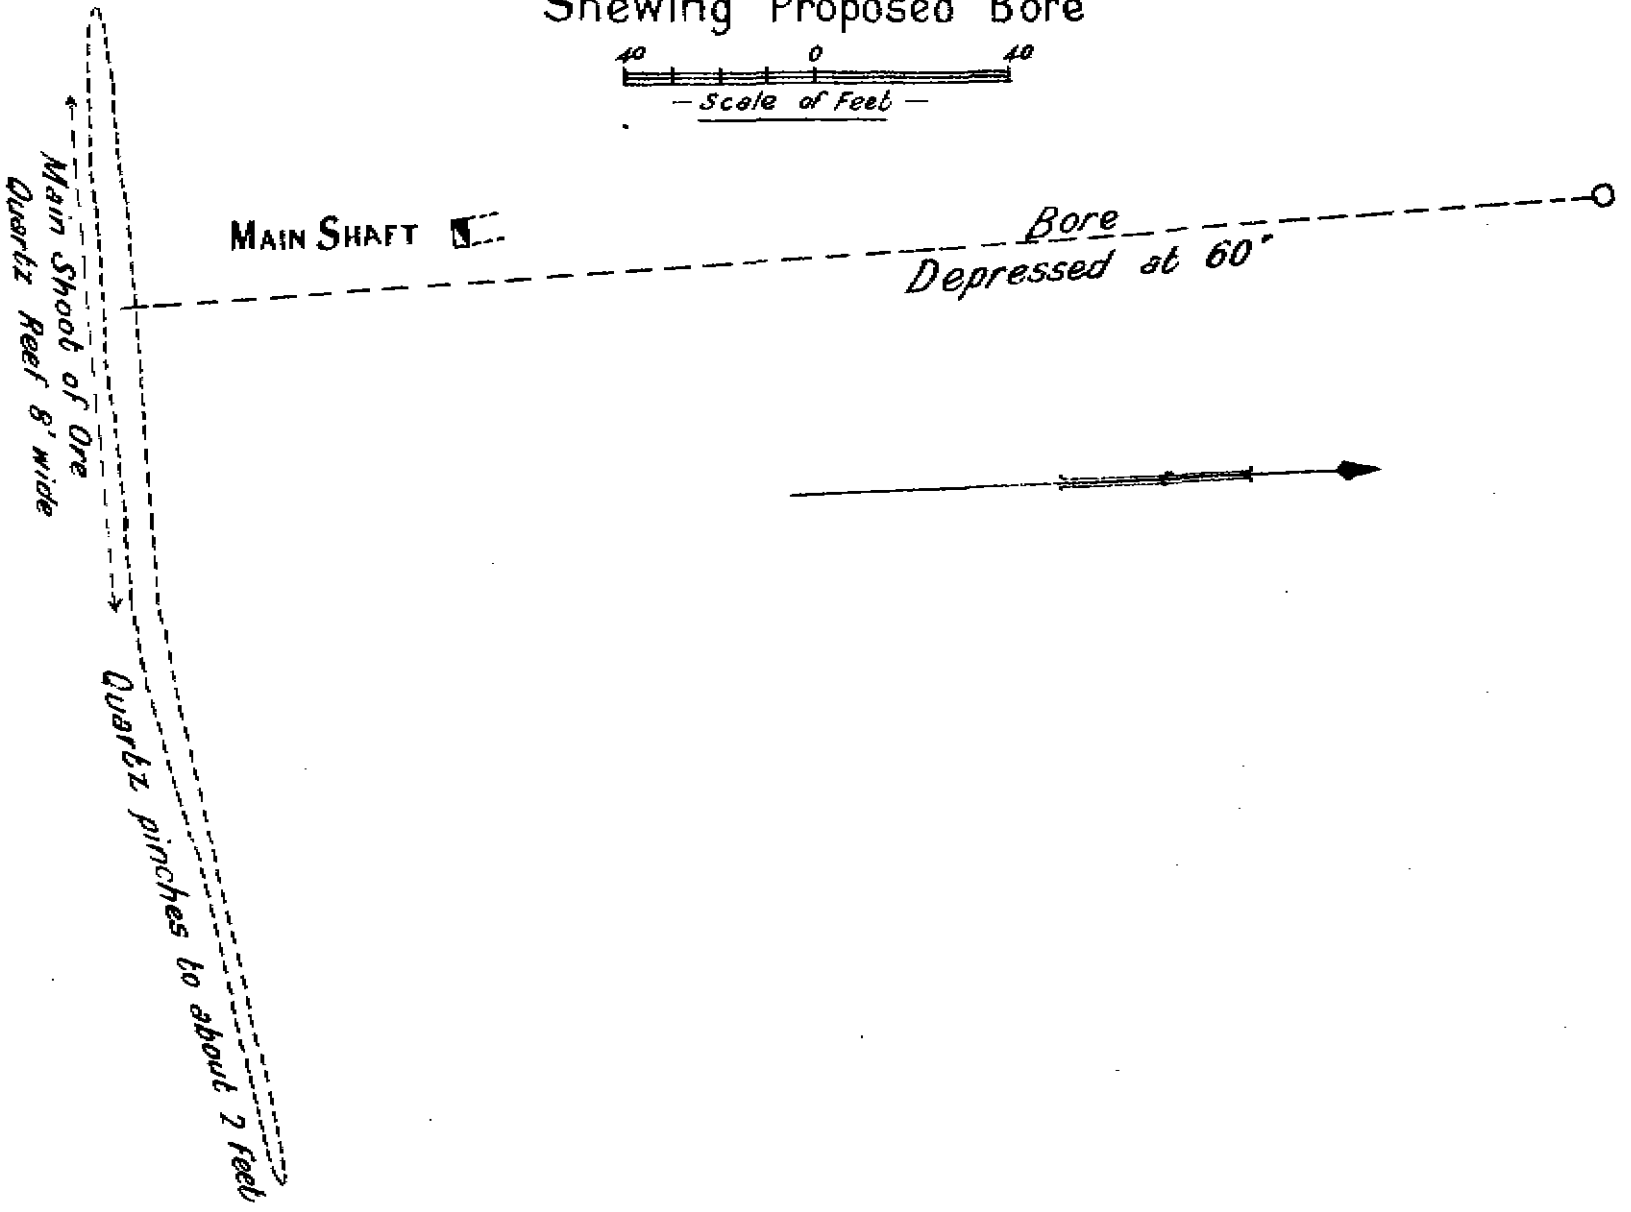 Shewing Proposed Bore
40 0 40
— Scale of Feet —
MAIN SHAFT
Bore
Depressed at 60°
Main Shoot of Ore
Quartz Reef 8' wide
Quartz pinches to about 2 feet